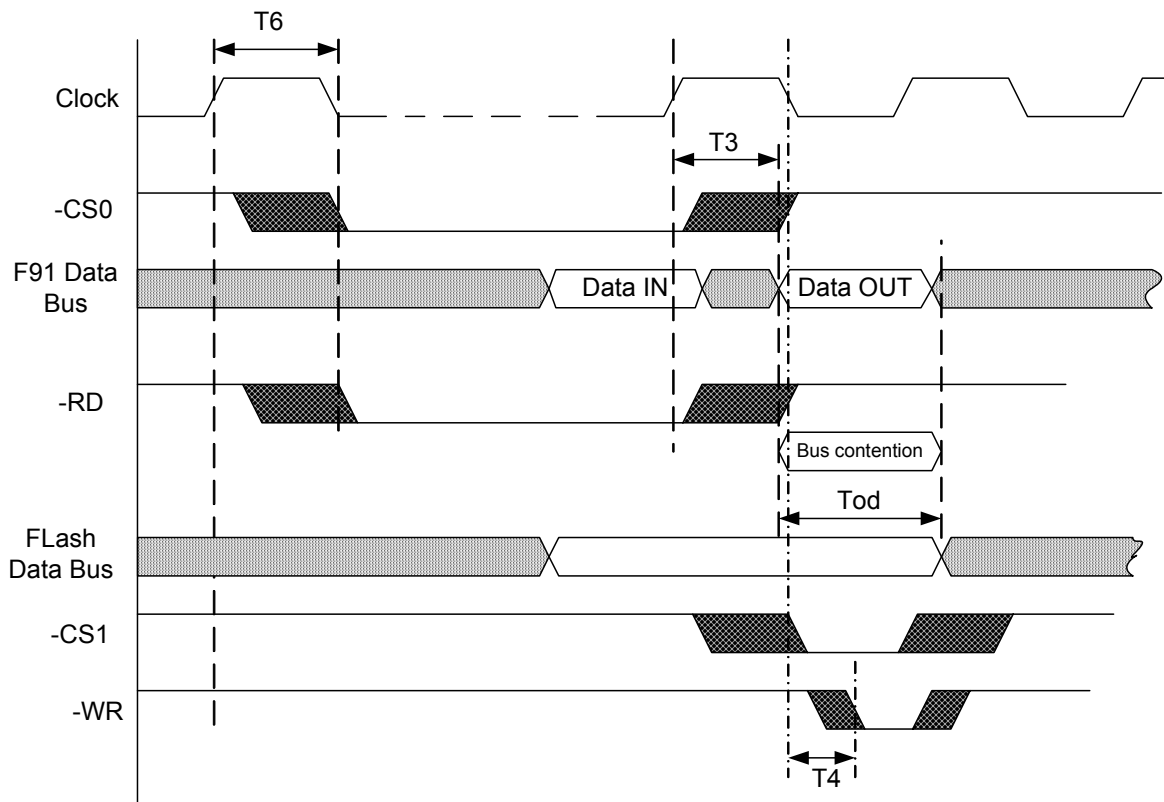 T6
Clock
T3
-CS0
F91 Data
Bus
Data IN
Data OUT
-RD
Bus contention
Tod
FLash
Data Bus
-CS1
-WR
T4